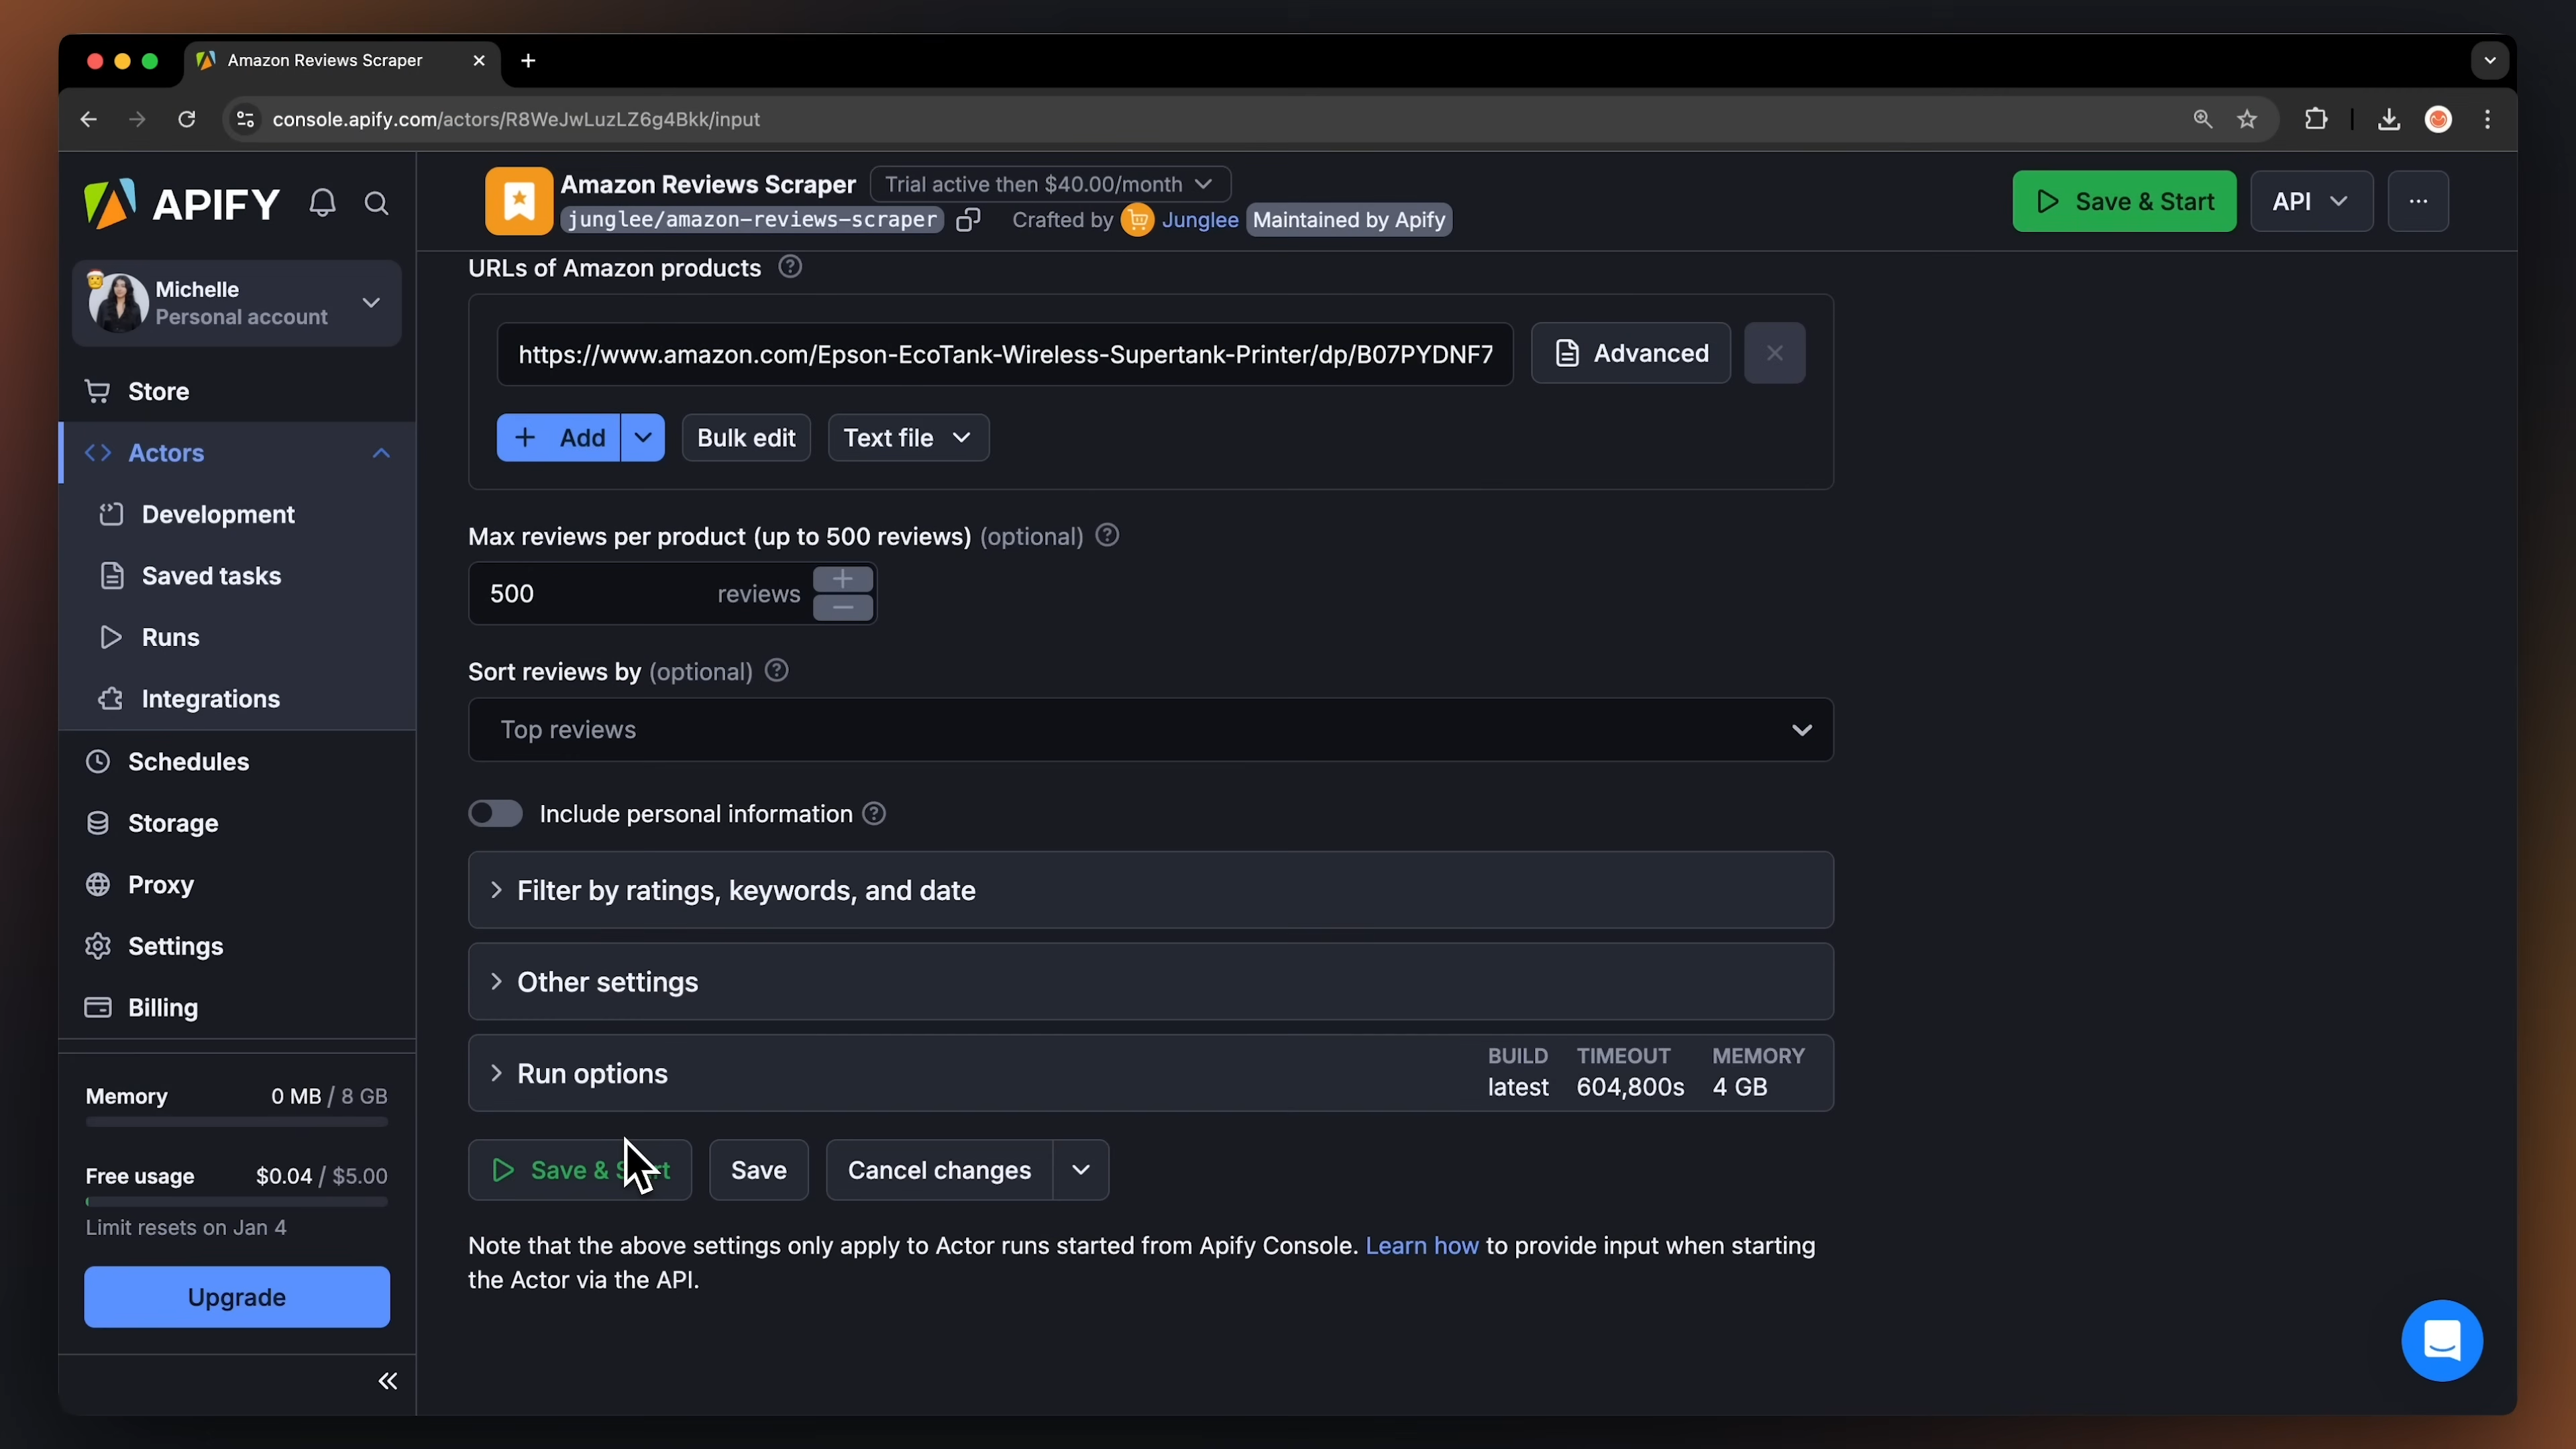 Amazon Reviews Scraper
console.apify.com/actors/R8WeJwLuzLZ6g4Bkk/input
APIFY
Michelle
Personal account
Store
Actors
Development
Saved tasks
Runs
Integrations
Schedules
Storage
Proxy
Settings
Billing
Memory 0 MB / 8 GB
Free usage $0.04 / $5.00
Limit resets on Jan 4
Upgrade
Amazon Reviews Scraper Trial active then $40.00/month
junglee/amazon-reviews-scraper Crafted by Junglee Maintained by Apify
Save & Start API
URLs of Amazon products
https://www.amazon.com/Epson-EcoTank-Wireless-Supertank-Printer/dp/B07PYDNF7 Advanced
Add Bulk edit Text file
Max reviews per product (up to 500 reviews) (optional)
500 reviews
Sort reviews by (optional)
Top reviews
Include personal information
Filter by ratings, keywords, and date
Other settings
Run options
BUILD TIMEOUT MEMORY
latest 604,800s 4 GB
Save & Start Save Cancel changes
Note that the above settings only apply to Actor runs started from Apify Console. Learn how to provide input when starting
the Actor via the API.